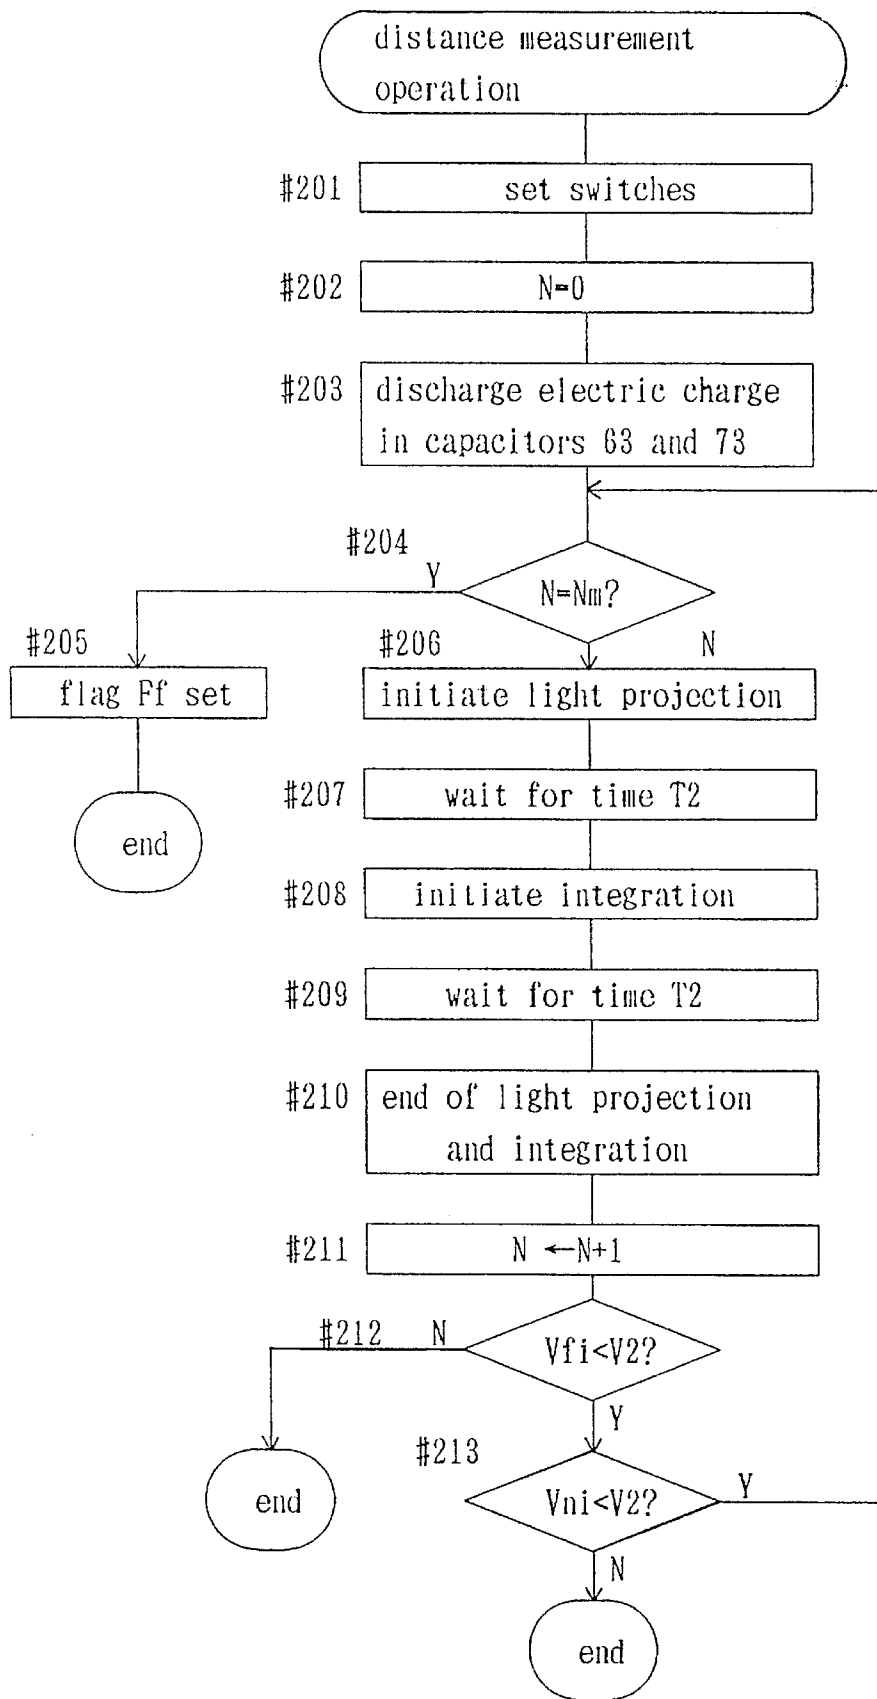 distance measurement
operation
#201
set switches
#202
N=0
#203
discharge electric charge
in capacitors 63 and 73
#204
Y
N=Nm?
#205
#206
N
flag Ff set
initiate light projection
#207
wait for time T2
end
#208
initiate integration
#209
wait for time T2
#210
end of light projection
and integration
#211
N ←N+1
#212
N
Vfi<V2?
Y
#213
end
Vni<V2?
Y
N
end